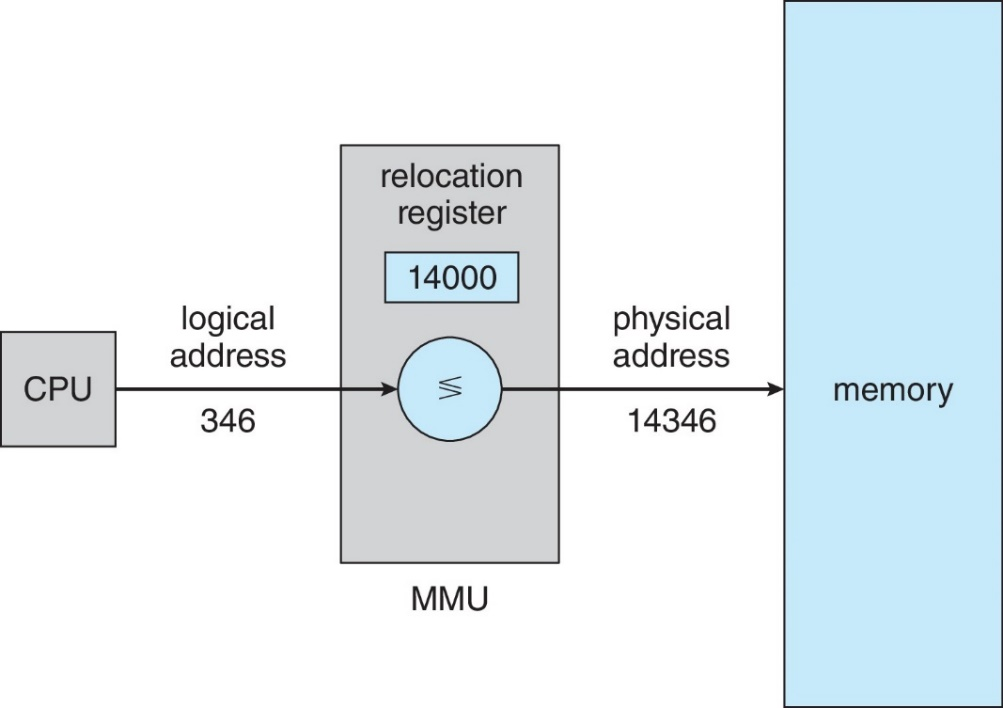 relocation
register
14000
logical
address
physical
address
CPU
≶
memory
346
14346
MMU